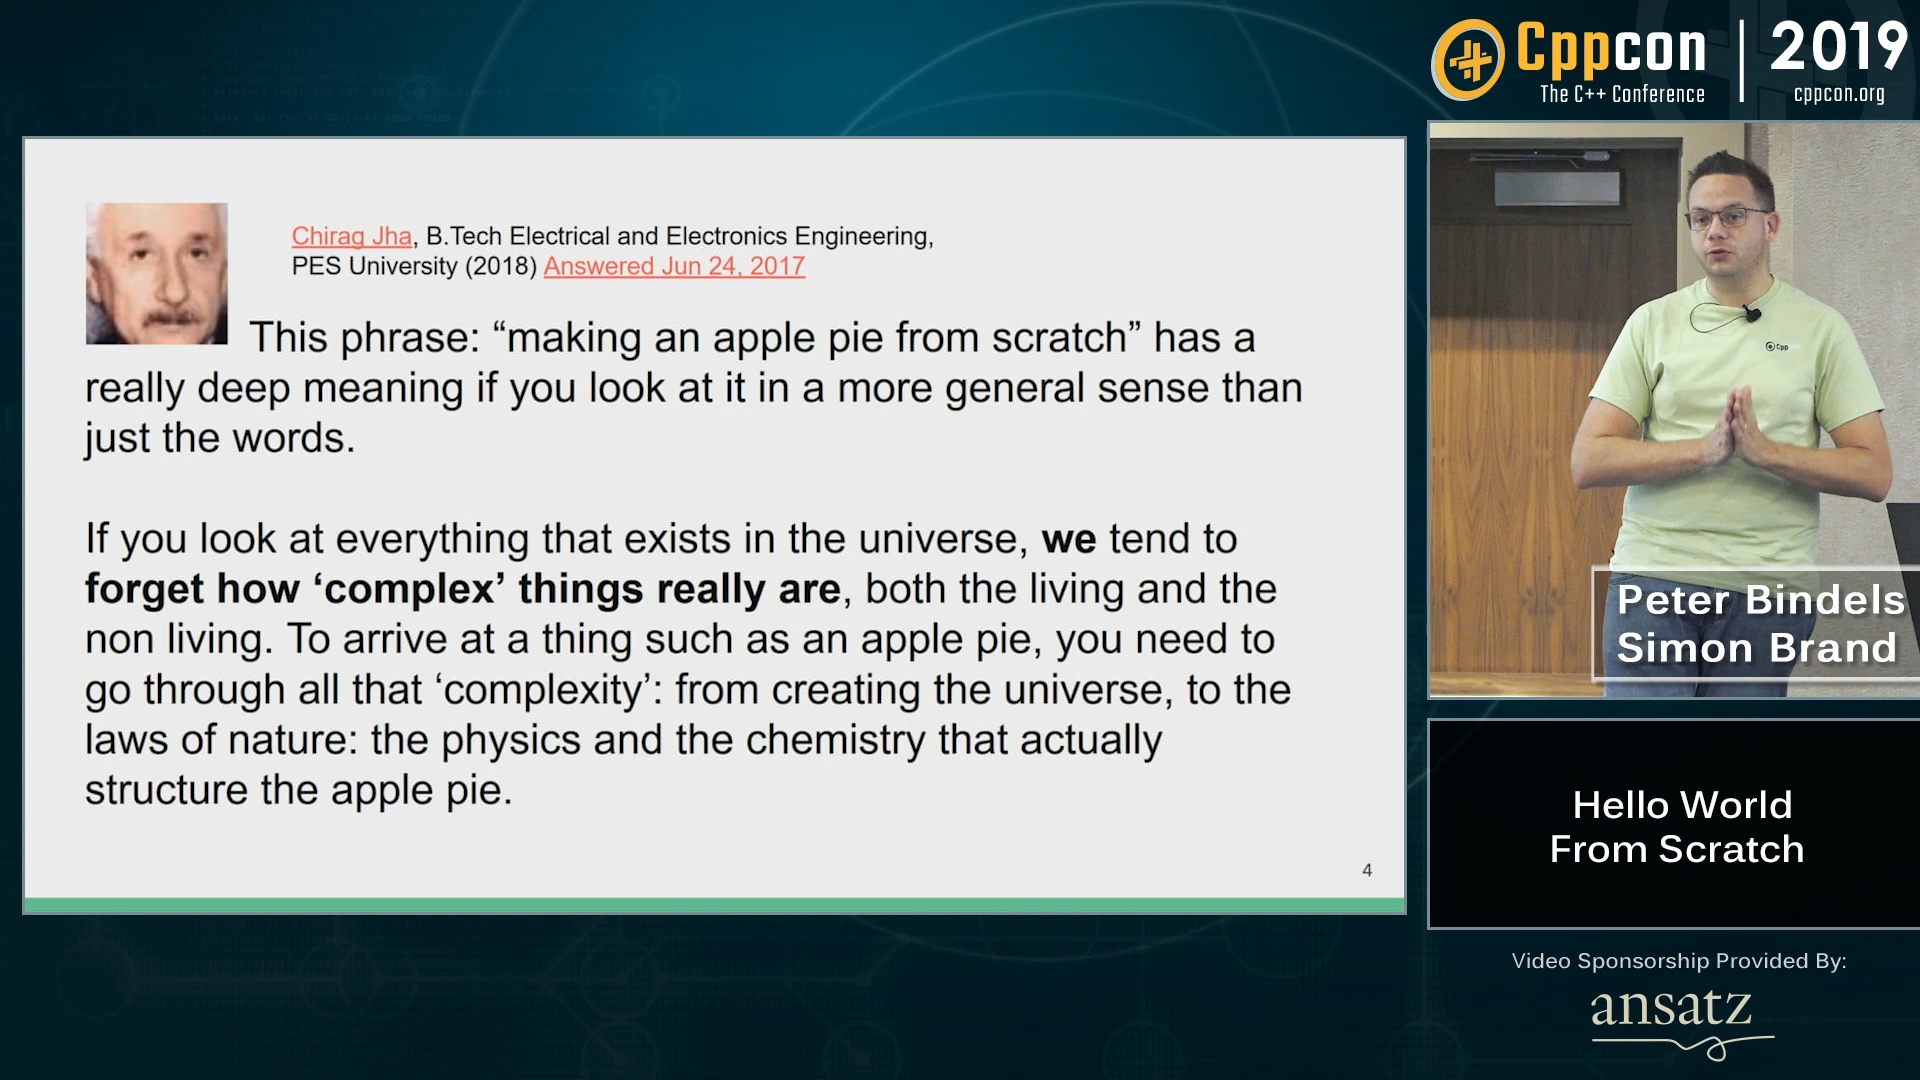 Cppcon
The C++ Conference
2019
cppcon.org
Chirag Jha, B.Tech Electrical and Electronics Engineering,
PES University (2018) Answered Jun 24, 2017
This phrase: “making an apple pie from scratch” has a
really deep meaning if you look at it in a more general sense than
just the words.
If you look at everything that exists in the universe, we tend to
forget how ‘complex’ things really are, both the living and the
non living. To arrive at a thing such as an apple pie, you need to
go through all that ‘complexity’: from creating the universe, to the
laws of nature: the physics and the chemistry that actually
structure the apple pie.
4
Cpp
Peter Bindels
Simon Brand
Hello World
From Scratch
Video Sponsorship Provided By:
ansatz